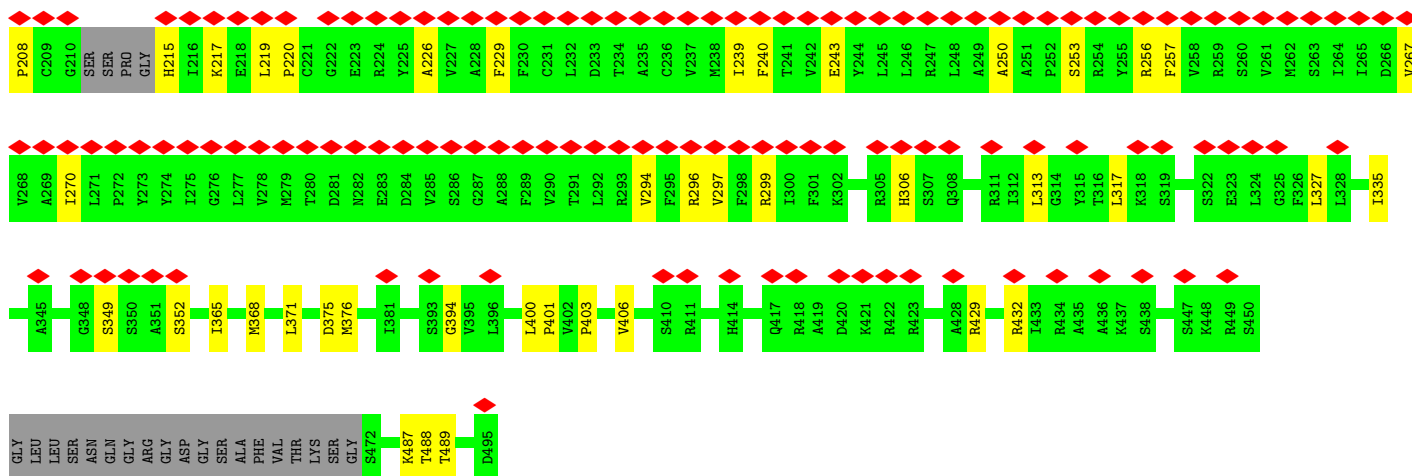 P208 C209 G210 SER SER PRO GLY H215 I216 K217 E218 L219 P220 C221 G222 E223 R224 Y225 A226 V227 A228 F229 F230 C231 L232 D233 T234 A235 C236 V237 M238 I239 F240 T241 V242 E243 Y244 L245 L246 R247 L248 A249 A250 A251 P252 S253 R254 Y255 R256 F257 V258 R259 S260 V261 M262 S263 I264 I265 D266 V267
V268 A269 I270 L271 P272 Y273 Y274 I275 G276 L277 V278 M279 T280 D281 N282 E283 D284 V285 S286 G287 A288 F289 V290 T291 L292 R293 V294 F295 R296 V297 F298 R299 I300 F301 K302 R305 H306 S307 Q308 R311 I312 L313 G314 Y315 T316 L317 K318 S319 S322 E323 L324 G325 F326 L327 L328 I335
A345 G348 S349 S350 A351 S352 I365 M368 L371 D375 M376 I381 S393 G394 V395 L396 L400 P401 V402 P403 V406 S410 R411 H414 Q417 R418 A419 D420 K421 R422 R423 A428 R429 R432 I433 R434 A435 A436 K437 S438 S447 K448 R449 S450
GLY LEU LEU SER ASN GLN GLY ARG GLY ASP GLY SER ALA PHE VAL THR LYS SER GLY S472 K487 T488 T489 D495